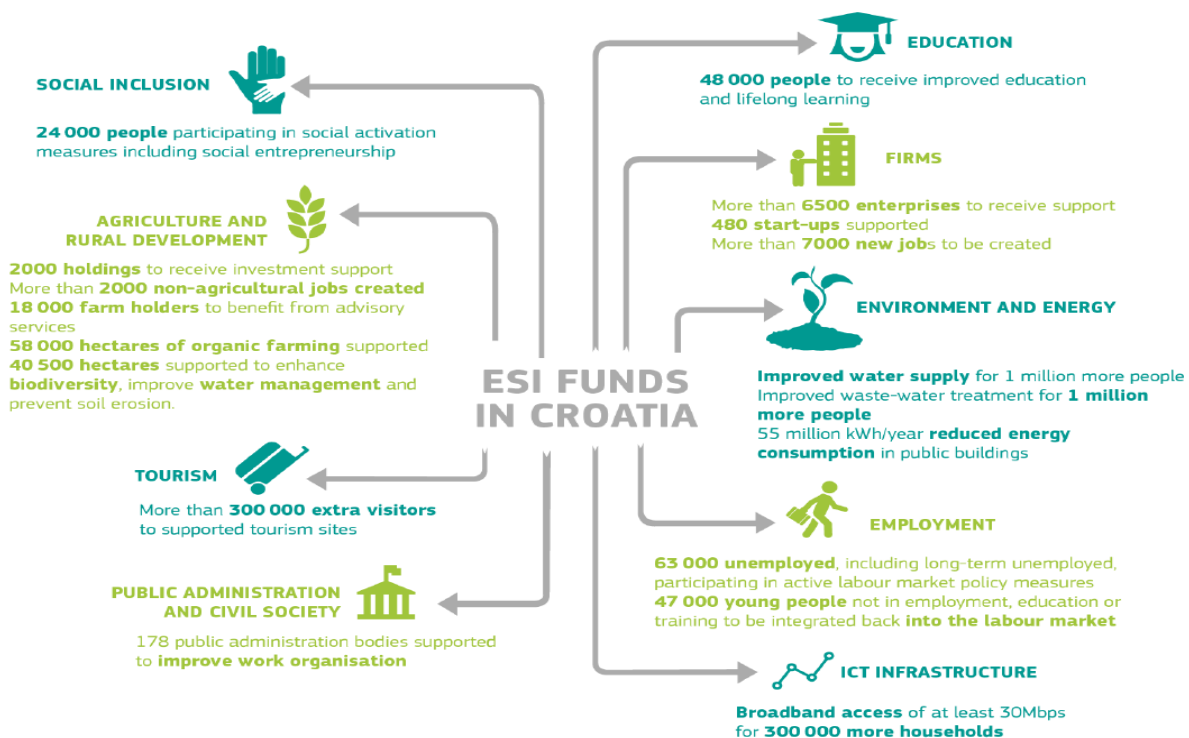 SOCIAL INCLUSION
24 000 people participating in social activation
measures including social entrepreneurship
AGRICULTURE AND
RURAL DEVELOPMENT
2000 holdings to receive investment support
More than 2000 non-agricultural jobs created
18 000 farm holders to benefit from advisory
services
58 000 hectares of organic farming supported
40 500 hectares supported to enhance
biodiversity, improve water management and
prevent soil erosion.
TOURISM
More than 300 000 extra visitors
to supported tourism sites
PUBLIC ADMINISTRATION
AND CIVIL SOCIETY
178 public administration bodies supported
to improve work organisation
ESI FUNDS
IN CROATIA
EDUCATION
48 000 people to receive improved education
and lifelong learning
FIRMS
More than 6500 enterprises to receive support
480 start-ups supported
More than 7000 new jobs to be created
ENVIRONMENT AND ENERGY
Improved water supply for 1 million more people
Improved waste-water treatment for 1 million
more people
55 million kWh/year reduced energy
consumption in public buildings
EMPLOYMENT
63 000 unemployed, including long-term unemployed,
participating in active labour market policy measures
47 000 young people not in employment, education or
training to be integrated back into the labour market
ICT INFRASTRUCTURE
Broadband access of at least 30Mbps
for 300 000 more households